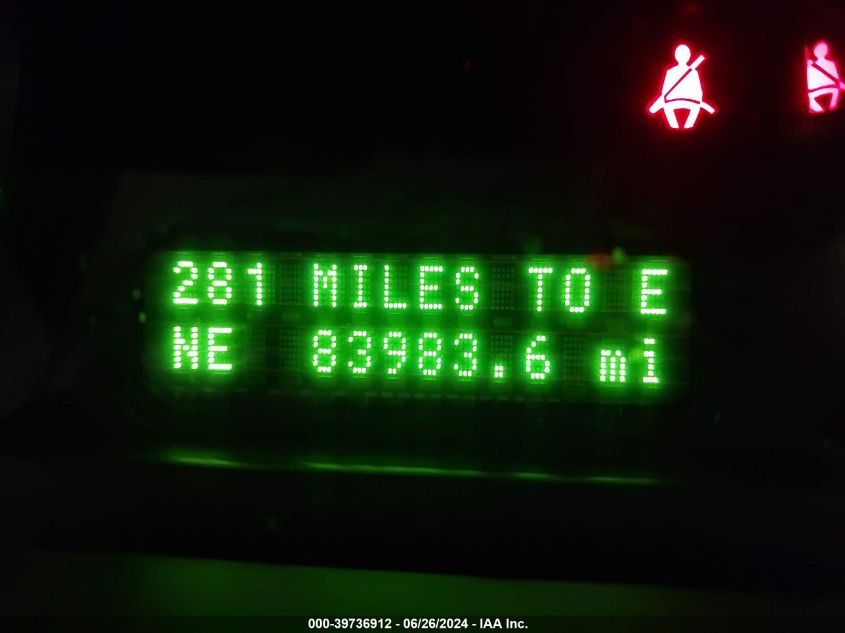 281 MILES TO E
NE 83983.6 mi
000-39736912 - 06/26/2024 - IAA Inc.